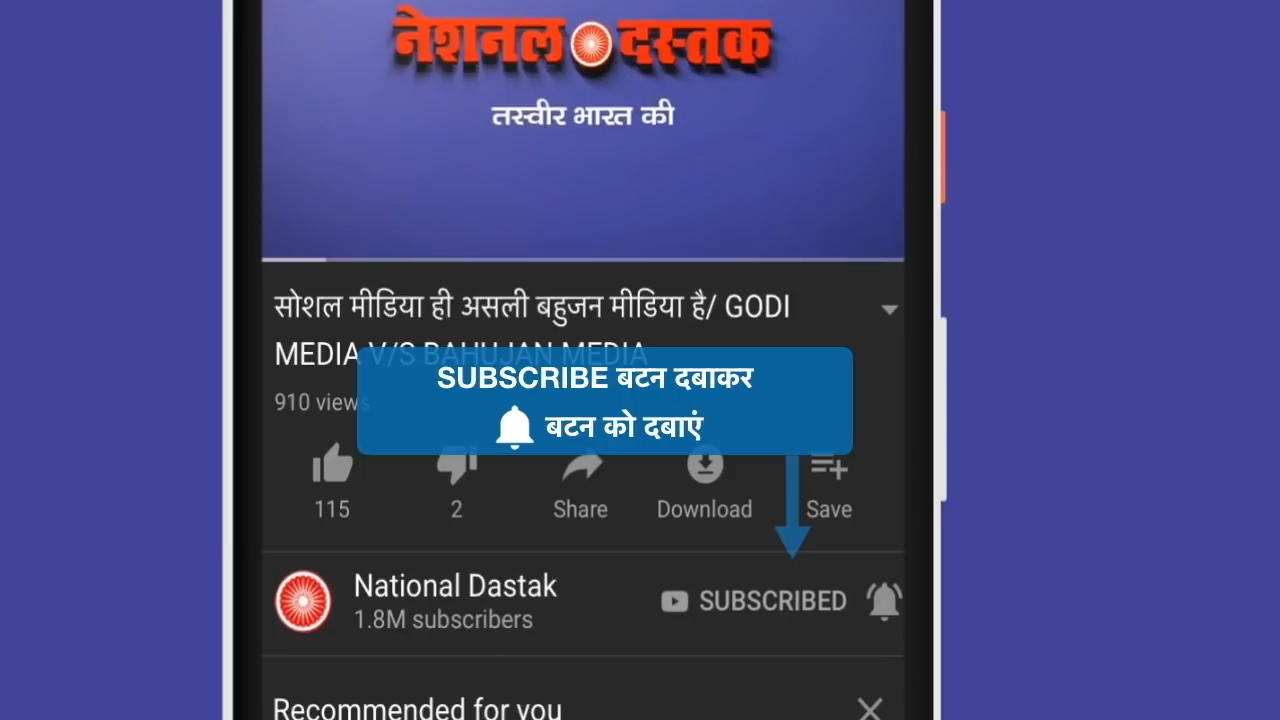 नेशनल दस्तक
तस्वीर भारत की
सोशल मीडिया ही असली बहुजन मीडिया है/ GODI
MEDIA V/S BAHUJAN MEDIA
910 views
SUBSCRIBE बटन दबाकर
बटन को दबाएं
115
2
Share
Download
Save
National Dastak
1.8M subscribers
SUBSCRIBED
Recommended for you